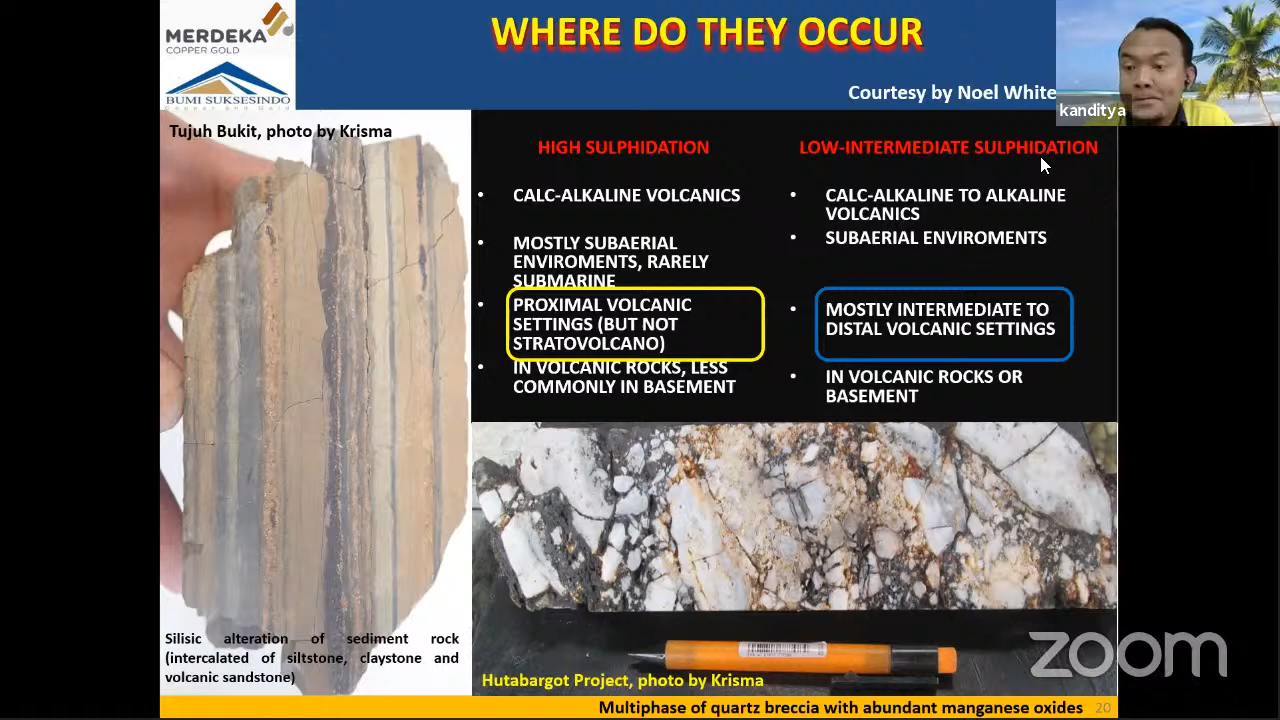 WHERE DO THEY OCCUR
MERDEKA
COPPER GOLD
BUMI SUKSESINDO
Copper and Gold
Courtesy by Noel White
kanditya
Tujuh Bukit, photo by Krisma
HIGH SULPHIDATION
• CALC-ALKALINE VOLCANICS
• MOSTLY SUBAERIAL
ENVIROMENTS, RARELY
SUBMARINE
• PROXIMAL VOLCANIC
SETTINGS (BUT NOT
STRATOVOLCANO)
• IN VOLCANIC ROCKS, LESS
COMMONLY IN BASEMENT
LOW-INTERMEDIATE SULPHIDATION
• CALC-ALKALINE TO ALKALINE
VOLCANICS
• SUBAERIAL ENVIROMENTS
• MOSTLY INTERMEDIATE TO
DISTAL VOLCANIC SETTINGS
• IN VOLCANIC ROCKS OR
BASEMENT
Silisic alteration of sediment rock
(intercalated of siltstone, claystone and
volcanic sandstone)
Hutabargot Project, photo by Krisma
zoom
Multiphase of quartz breccia with abundant manganese oxides
20